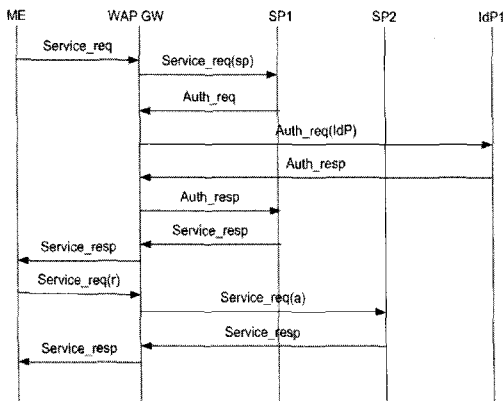 ME WAP GW SP1 SP2 IdP1
Service_req
Service_req(sp)
Auth_req
Auth_req(IdP)
Auth_resp
Auth_resp
Service_resp
Service_resp
Service_req(r)
Service_req(a)
Service_resp
Service_resp